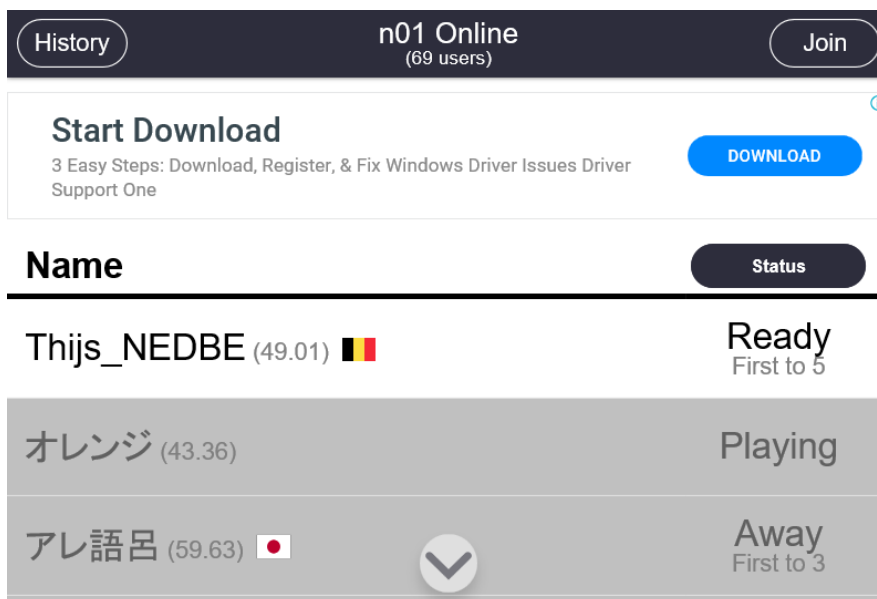 History
n01 Online
(69 users)
Join
Start Download
3 Easy Steps: Download, Register, & Fix Windows Driver Issues Driver
Support One
DOWNLOAD
Name
Status
Thijs_NEDBE (49.01)
Ready
First to 5
オレンジ (43.36)
Playing
アレ語呂 (59.63)
Away
First to 3